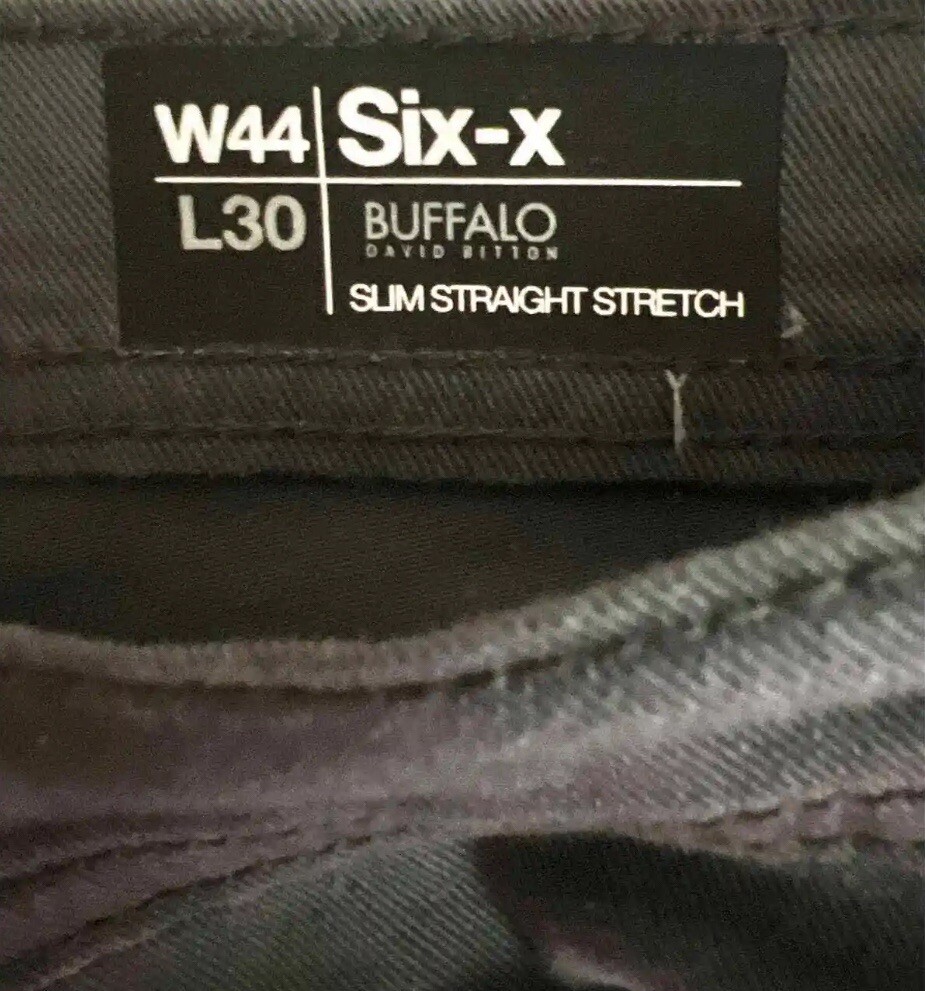 W44 Six-x
L30 BUFFALO
DAVID BITTON
SLIM STRAIGHT STRETCH